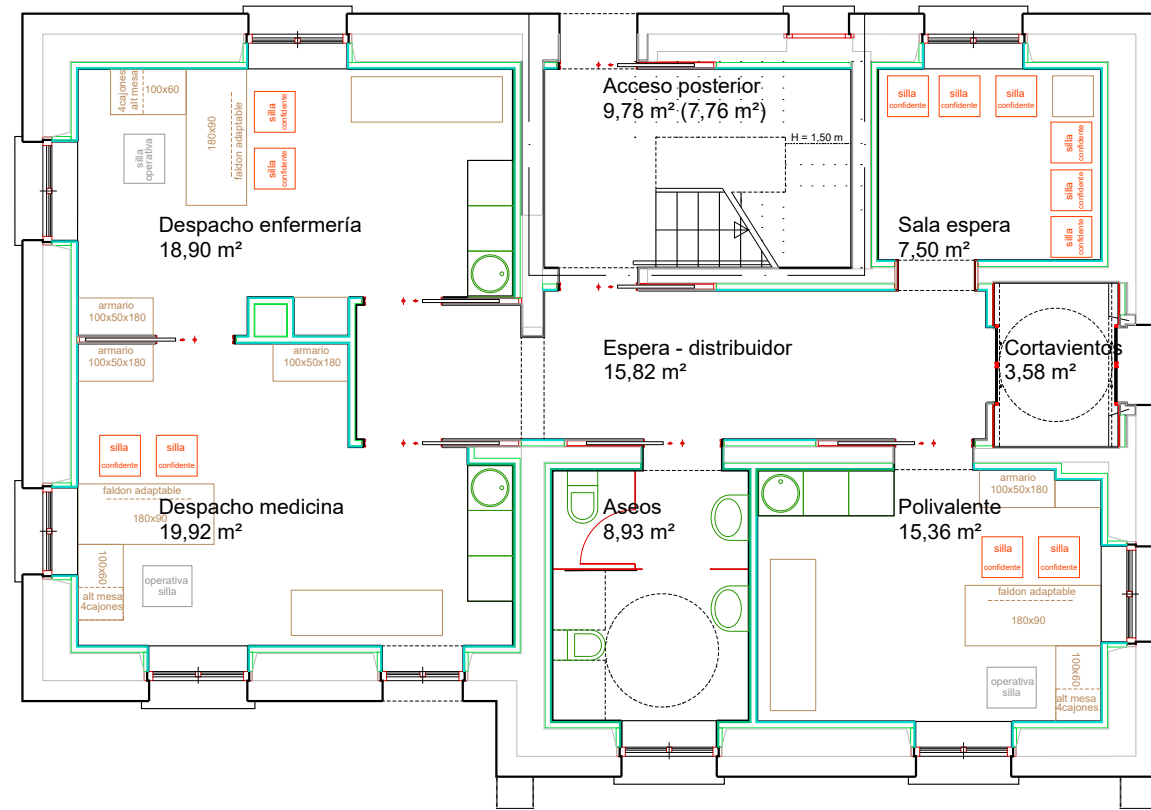 4cajones
alt mesa
100x60
180x90
faldon adaptable
silla
confidente
silla
confidente
silla
operativa
Despacho enfermería
18,90 m²
armario
100x50x180
Acceso posterior
9,78 m² (7,76 m²)
H = 1,50 m
silla
confidente
silla
confidente
silla
confidente
silla
confidente
silla
confidente
silla
confidente
Sala espera
7,50 m²
armario
100x50x180
armario
100x50x180
Espera - distribuidor
15,82 m²
Cortavientos
3,58 m²
silla
confidente
silla
confidente
faldon adaptable
180x90
Despacho medicina
19,92 m²
100x60
alt mesa
4cajones
operativa
silla
Aseos
8,93 m²
armario
100x50x180
Polivalente
15,36 m²
silla
confidente
silla
confidente
faldon adaptable
180x90
100x60
alt mesa
4cajones
operativa
silla